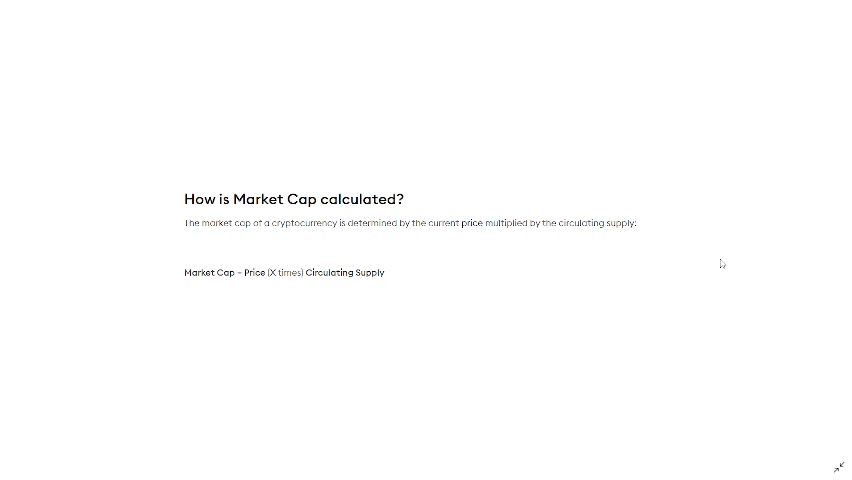 How is Market Cap calculated?
The market cap of a cryptocurrency is determined by the current price multiplied by the circulating supply:
Market Cap – Price (X times) Circulating Supply